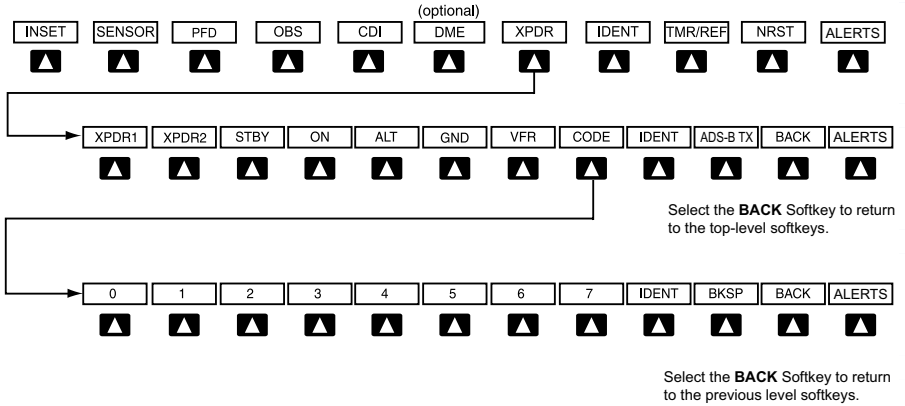 (optional)
INSET SENSOR PFD OBS CDI DME XPDR IDENT TMR/REF NRST ALERTS
XPDR1 XPDR2 STBY ON ALT GND VFR CODE IDENT ADS-B TX BACK ALERTS
Select the BACK Softkey to return
to the top-level softkeys.
0 1 2 3 4 5 6 7 IDENT BKSP BACK ALERTS
Select the BACK Softkey to return
to the previous level softkeys.